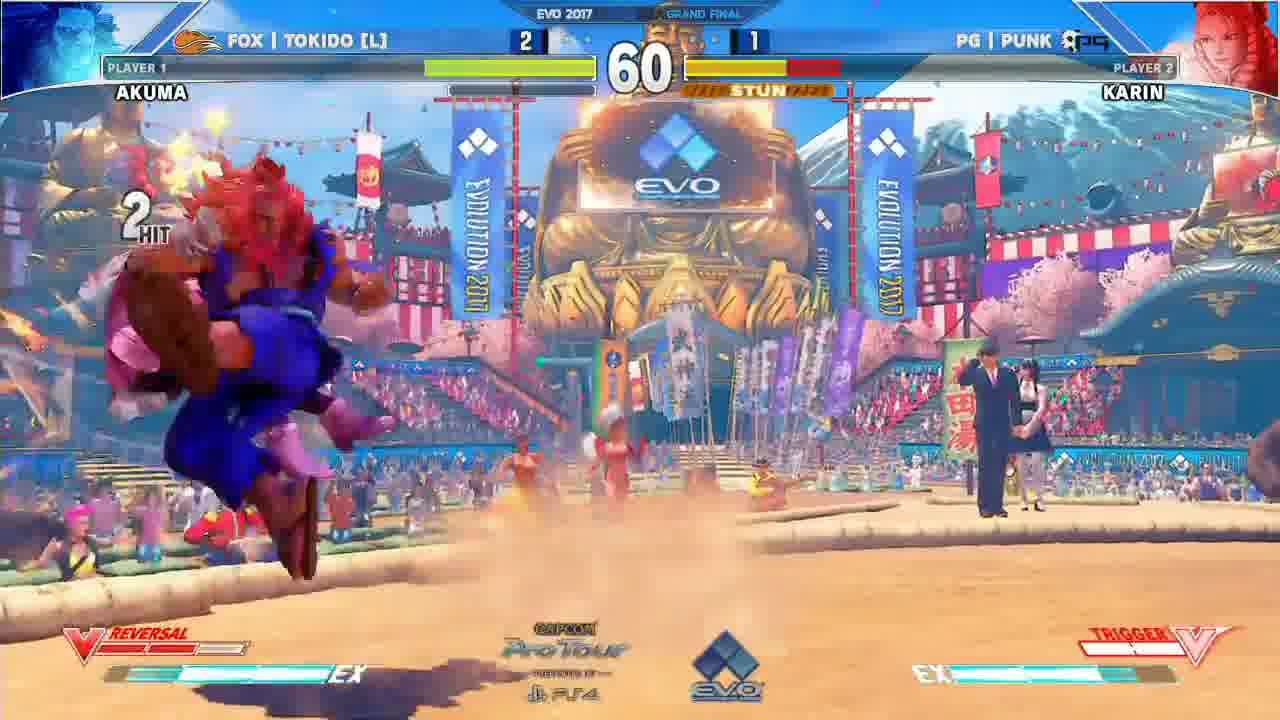 EVO 2017
GRAND FINAL
FOX | TOKIDO [L]
2
60
1
PG | PUNK
PLAYER 1
PLAYER 2
AKUMA
STUN
KARIN
EVO
EVOLUTION 2017
EVOLUTION 2017
2
HIT
REVERSAL
TRIGGER
EX
EX
CAPCOM
Pro Tour
PS4
EVO